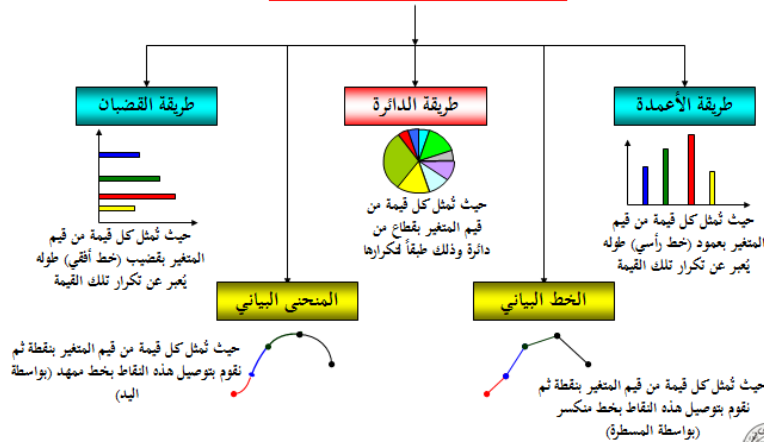 طريقة الأعمدة
حيث تُمثل كل قيمة من قيم
المتغير بعمود (خط رأسي) طوله
يُعبر عن تكرار تلك القيمة
طريقة الدائرة
حيث تُمثل كل قيمة من
قيم المتغير بقطاع من
دائرة وذلك طبقاً لتكرارها
طريقة القضبان
حيث تُمثل كل قيمة من قيم
المتغير بقضيب (خط أفقي) طوله
يُعبر عن تكرار تلك القيمة
الخط البياني
حيث تُمثل كل قيمة من قيم المتغير بنقطة ثم
نقوم بتوصيل هذه النقاط بخط منكسر
(بواسطة المسطرة)
المنحنى البياني
حيث تُمثل كل قيمة من قيم المتغير بنقطة ثم
نقوم بتوصيل هذه النقاط بخط ممهد (بواسطة
اليد)